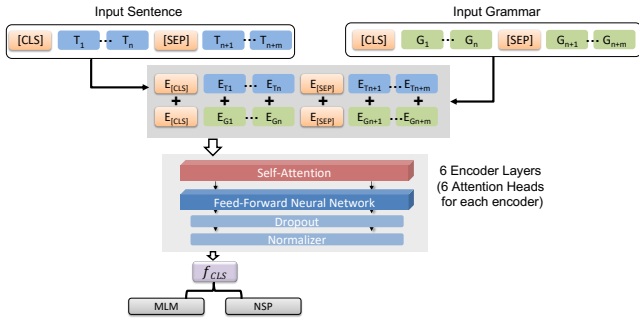 Input Sentence
Input Grammar
[CLS] T1 ... Tn [SEP] Tn+1 ... Tn+m
[CLS] G1 ... Gn [SEP] Gn+1 ... Gn+m
E[CLS] ET1 ... ETn E[SEP] ETn+1 ... ETn+m
+ + + + + +
E[CLS] EG1 ... EGn E[SEP] EGn+1 ... EGn+m
Self-Attention
Feed-Forward Neural Network
Dropout
Normalizer
6 Encoder Layers
(6 Attention Heads
for each encoder)
fCLS
MLM
NSP